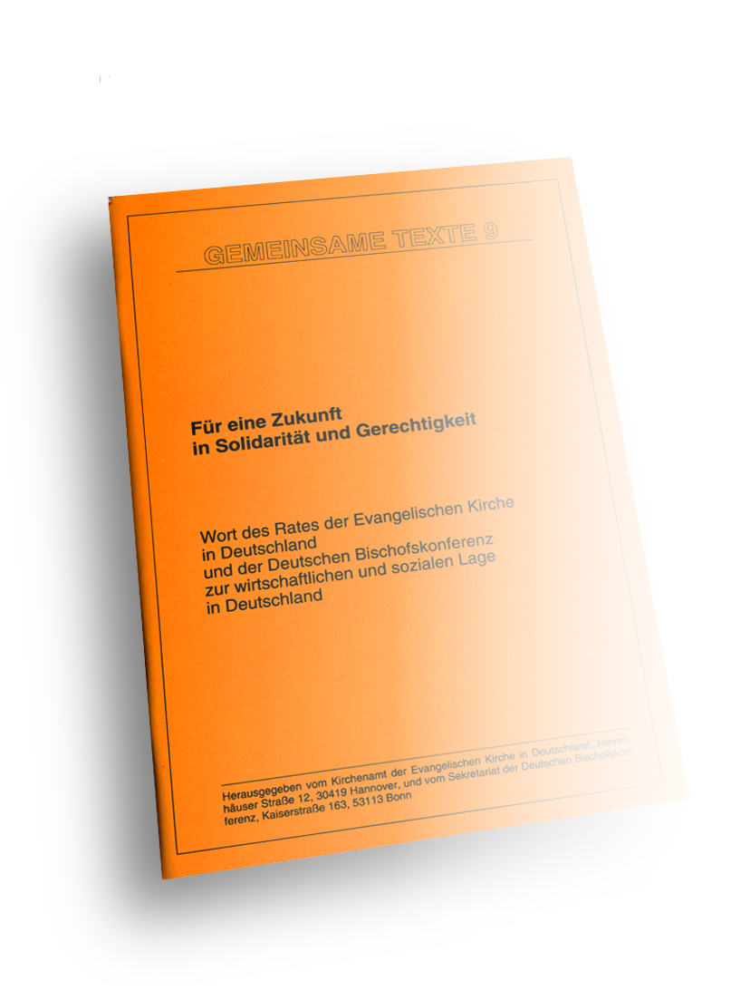 GEMEINSAME TEXTE 9
Für eine Zukunft
in Solidarität und Gerechtigkeit
Wort des Rates der Evangelischen Kirche
in Deutschland
und der Deutschen Bischofskonferenz
zur wirtschaftlichen und sozialen Lage
in Deutschland
Herausgegeben vom Kirchenamt der Evangelischen Kirche in Deutschland, Herren-
häuser Straße 12, 30419 Hannover, und vom Sekretariat der Deutschen Bischofskon-
ferenz, Kaiserstraße 163, 53113 Bonn